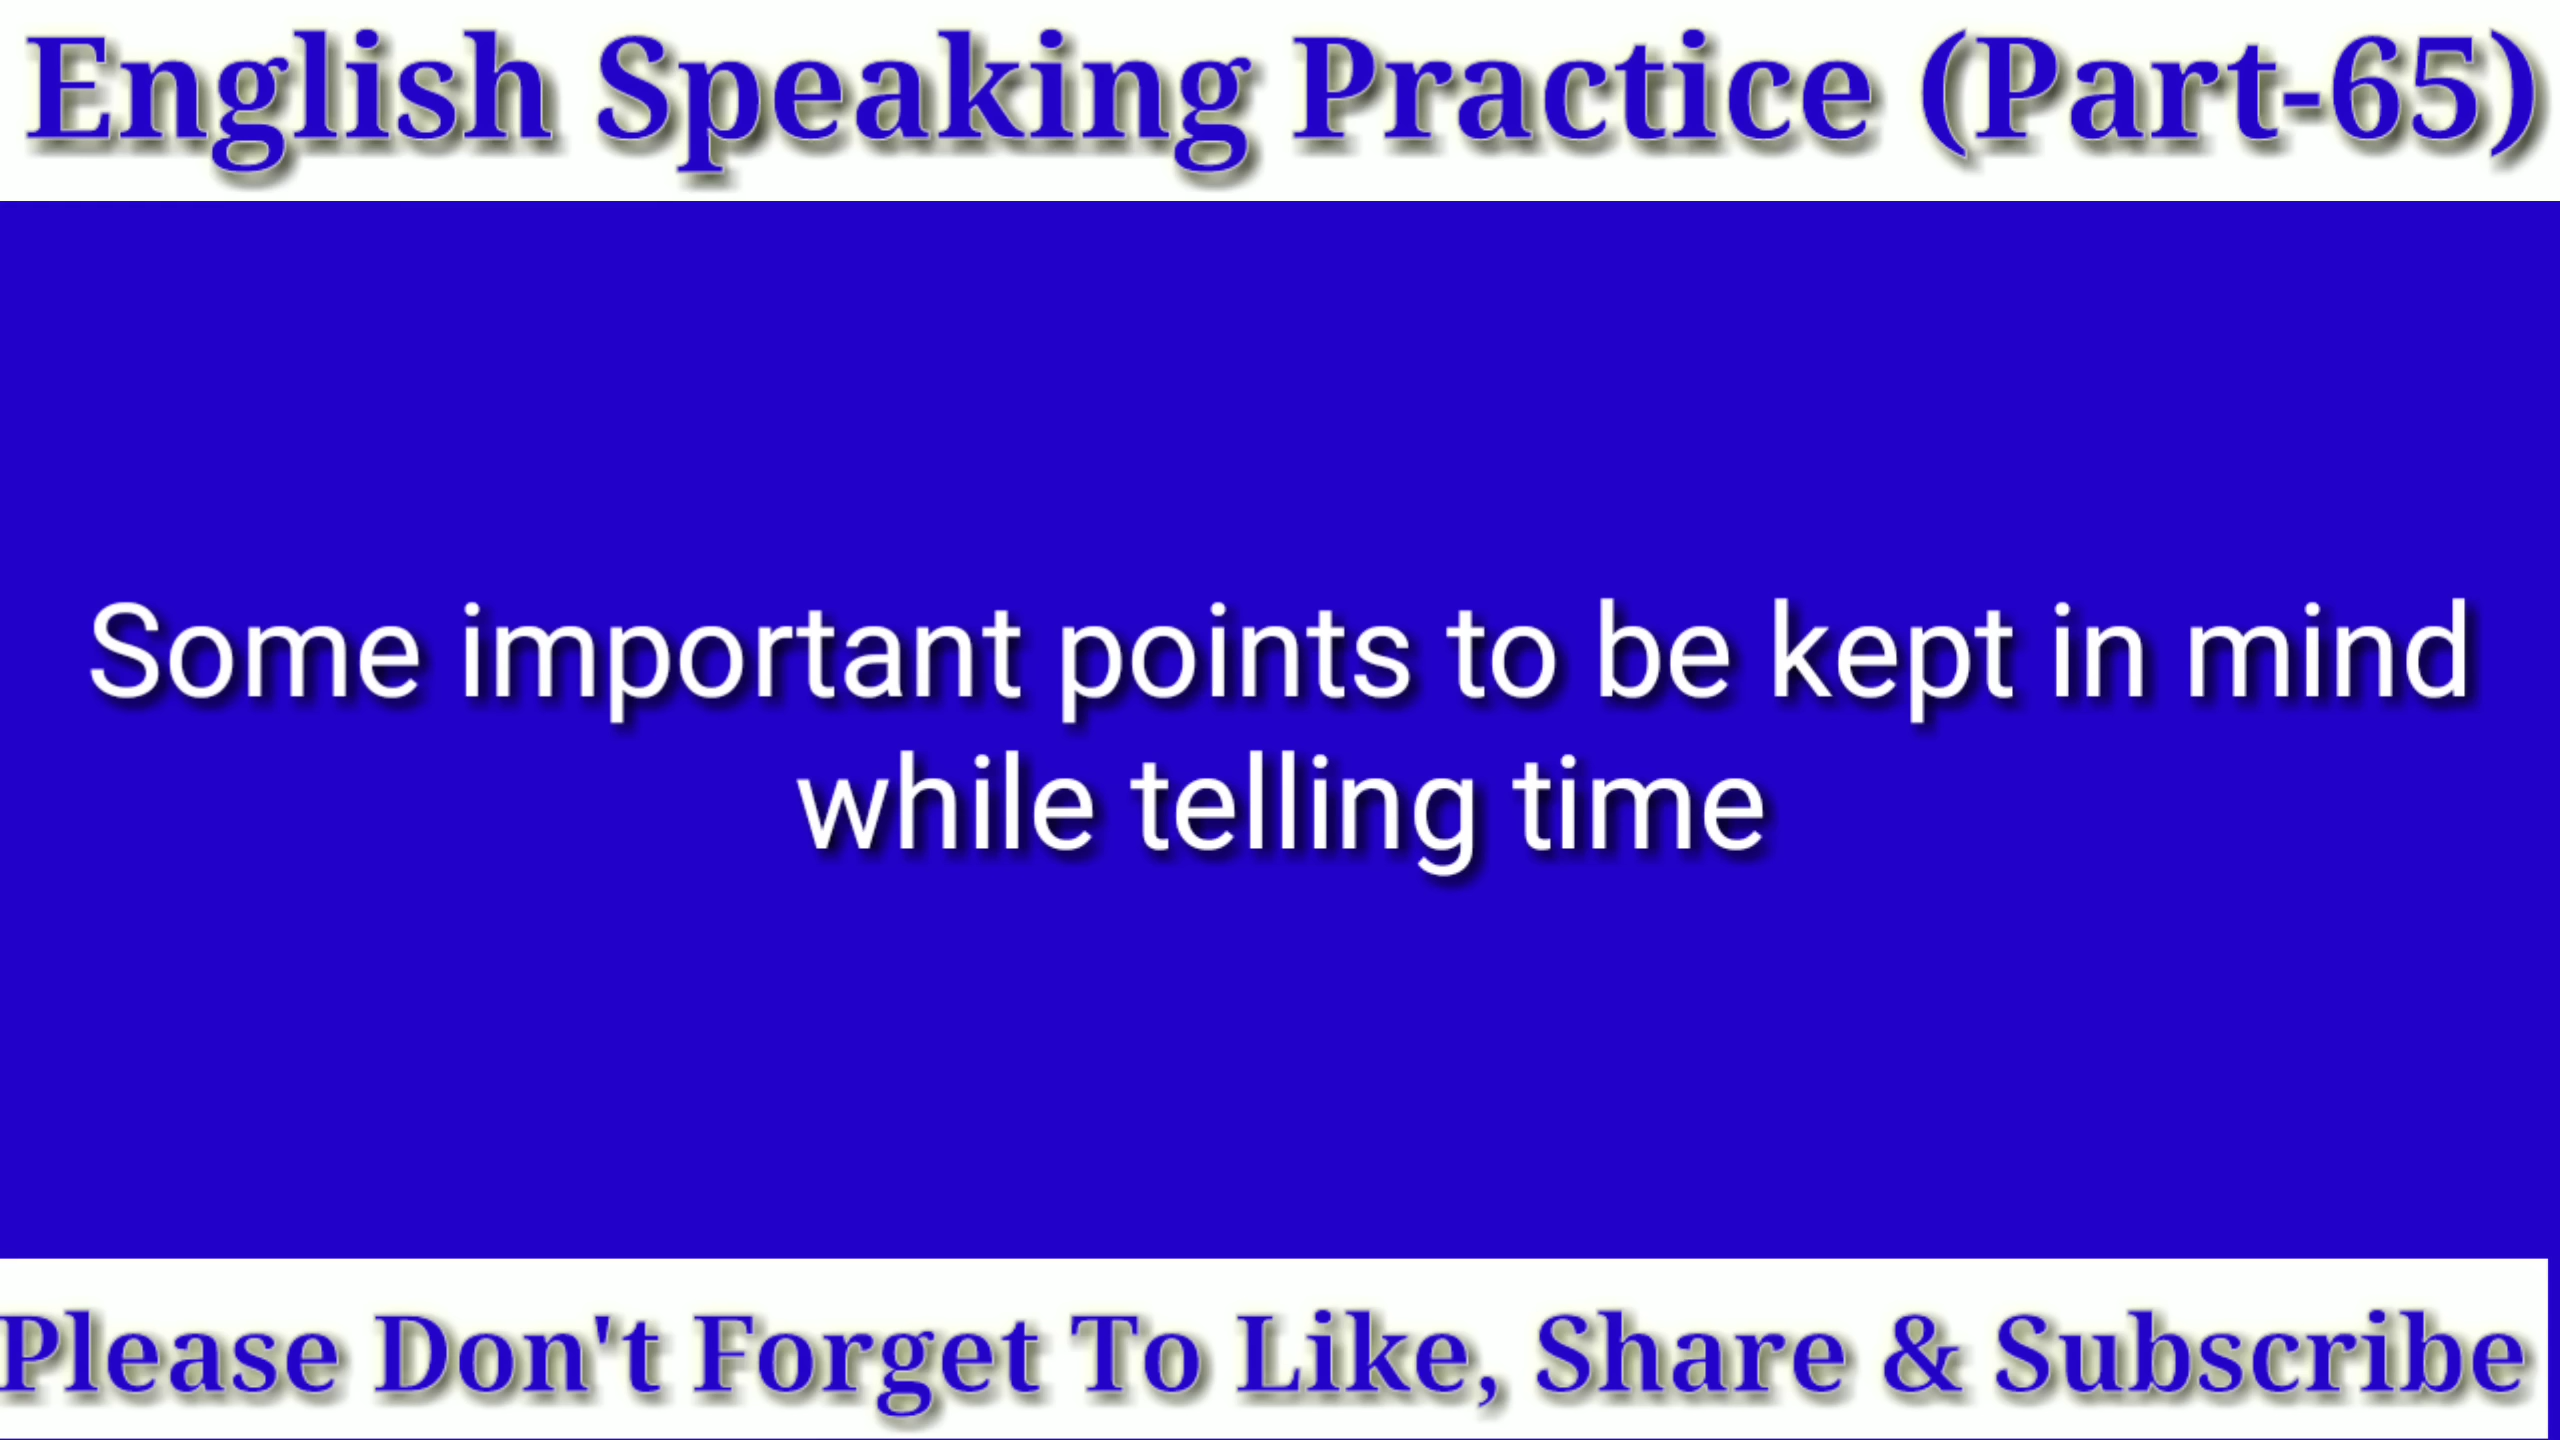 English Speaking Practice (Part-65)
Some important points to be kept in mind
while telling time
Please Don't Forget To Like, Share & Subscribe